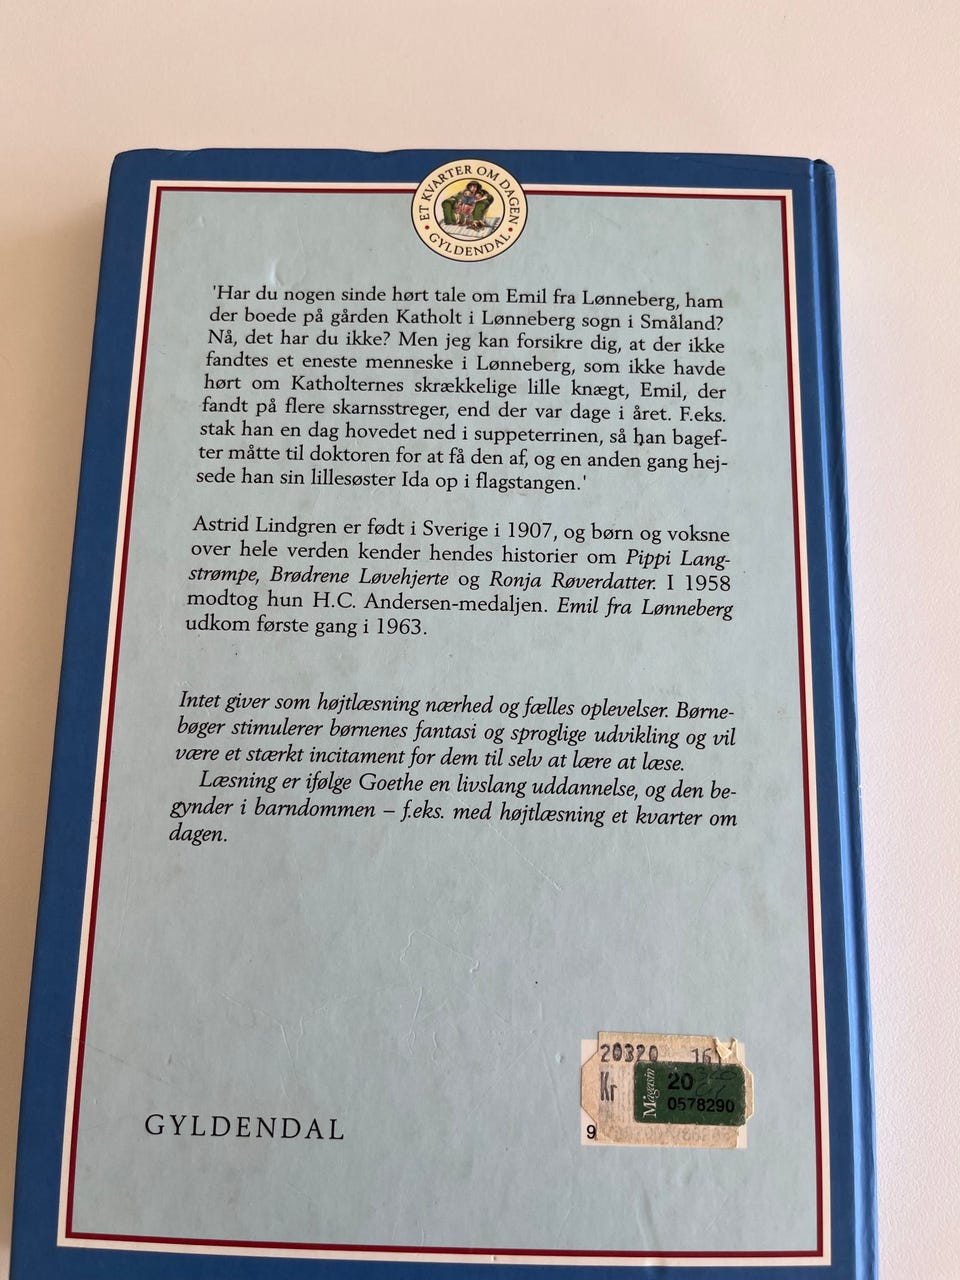 ET KVARTER OM DAGEN
GYLDENDAL
'Har du nogen sinde hørt tale om Emil fra Lønneberg, ham
der boede på gården Katholt i Lønneberg sogn i Småland?
Nå, det har du ikke? Men jeg kan forsikre dig, at der ikke
fandtes et eneste menneske i Lønneberg, som ikke havde
hørt om Katholternes skrækkelige lille knægt, Emil, der
fandt på flere skarnsstreger, end der var dage i året. F.eks.
stak han en dag hovedet ned i suppeterrinen, så han bagef-
ter måtte til doktoren for at få den af, og en anden gang hej-
sede han sin lillesøster Ida op i flagstangen.'
Astrid Lindgren er født i Sverige i 1907, og børn og voksne
over hele verden kender hendes historier om Pippi Lang-
strømpe, Brødrene Løvehjerte og Ronja Røverdatter. I 1958
modtog hun H.C. Andersen-medaljen. Emil fra Lønneberg
udkom første gang i 1963.
Intet giver som højtlæsning nærhed og fælles oplevelser. Børne-
bøger stimulerer børnenes fantasi og sproglige udvikling og vil
være et stærkt incitament for dem til selv at lære at læse.
Læsning er ifølge Goethe en livslang uddannelse, og den be-
gynder i barndommen – f.eks. med højtlæsning et kvarter om
dagen.
20320
Kr
Magasin
20
0578290
9
GYLDENDAL